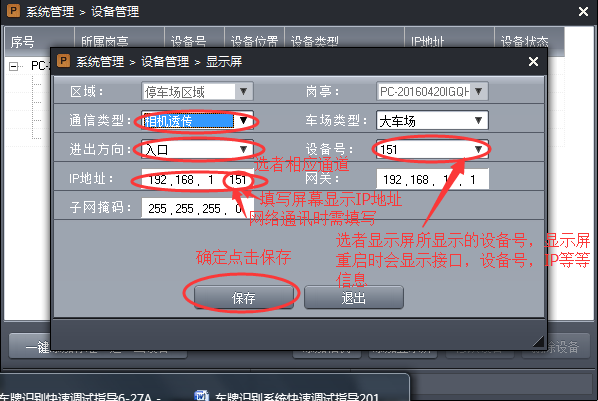 P 系统管理 > 设备管理
序号 所属岗亭 设备号 设备位置 设备类型 IP地址 设备状态
PC-
P 系统管理 > 设备管理 > 显示屏
区域: 停车场区域 岗亭: PC-20160420IGQH
通信类型: 相机透传 车场类型: 大车场
进出方向: 入口 设备号: 151
选者相应通道
IP地址: 192 . 168 . 1 . 151 网关: 192 . 168 . 1 . 1
填写屏幕显示IP地址
子网掩码: 255 . 255 . 255 . 0
网络通讯时需填写
选者显示屏所显示的设备号，显示屏
重启时会显示接口，设备号，IP等等
信息
确定点击保存
保存 退出
车牌识别快速调试指导6-27A - 车牌识别系统快速调试指导201